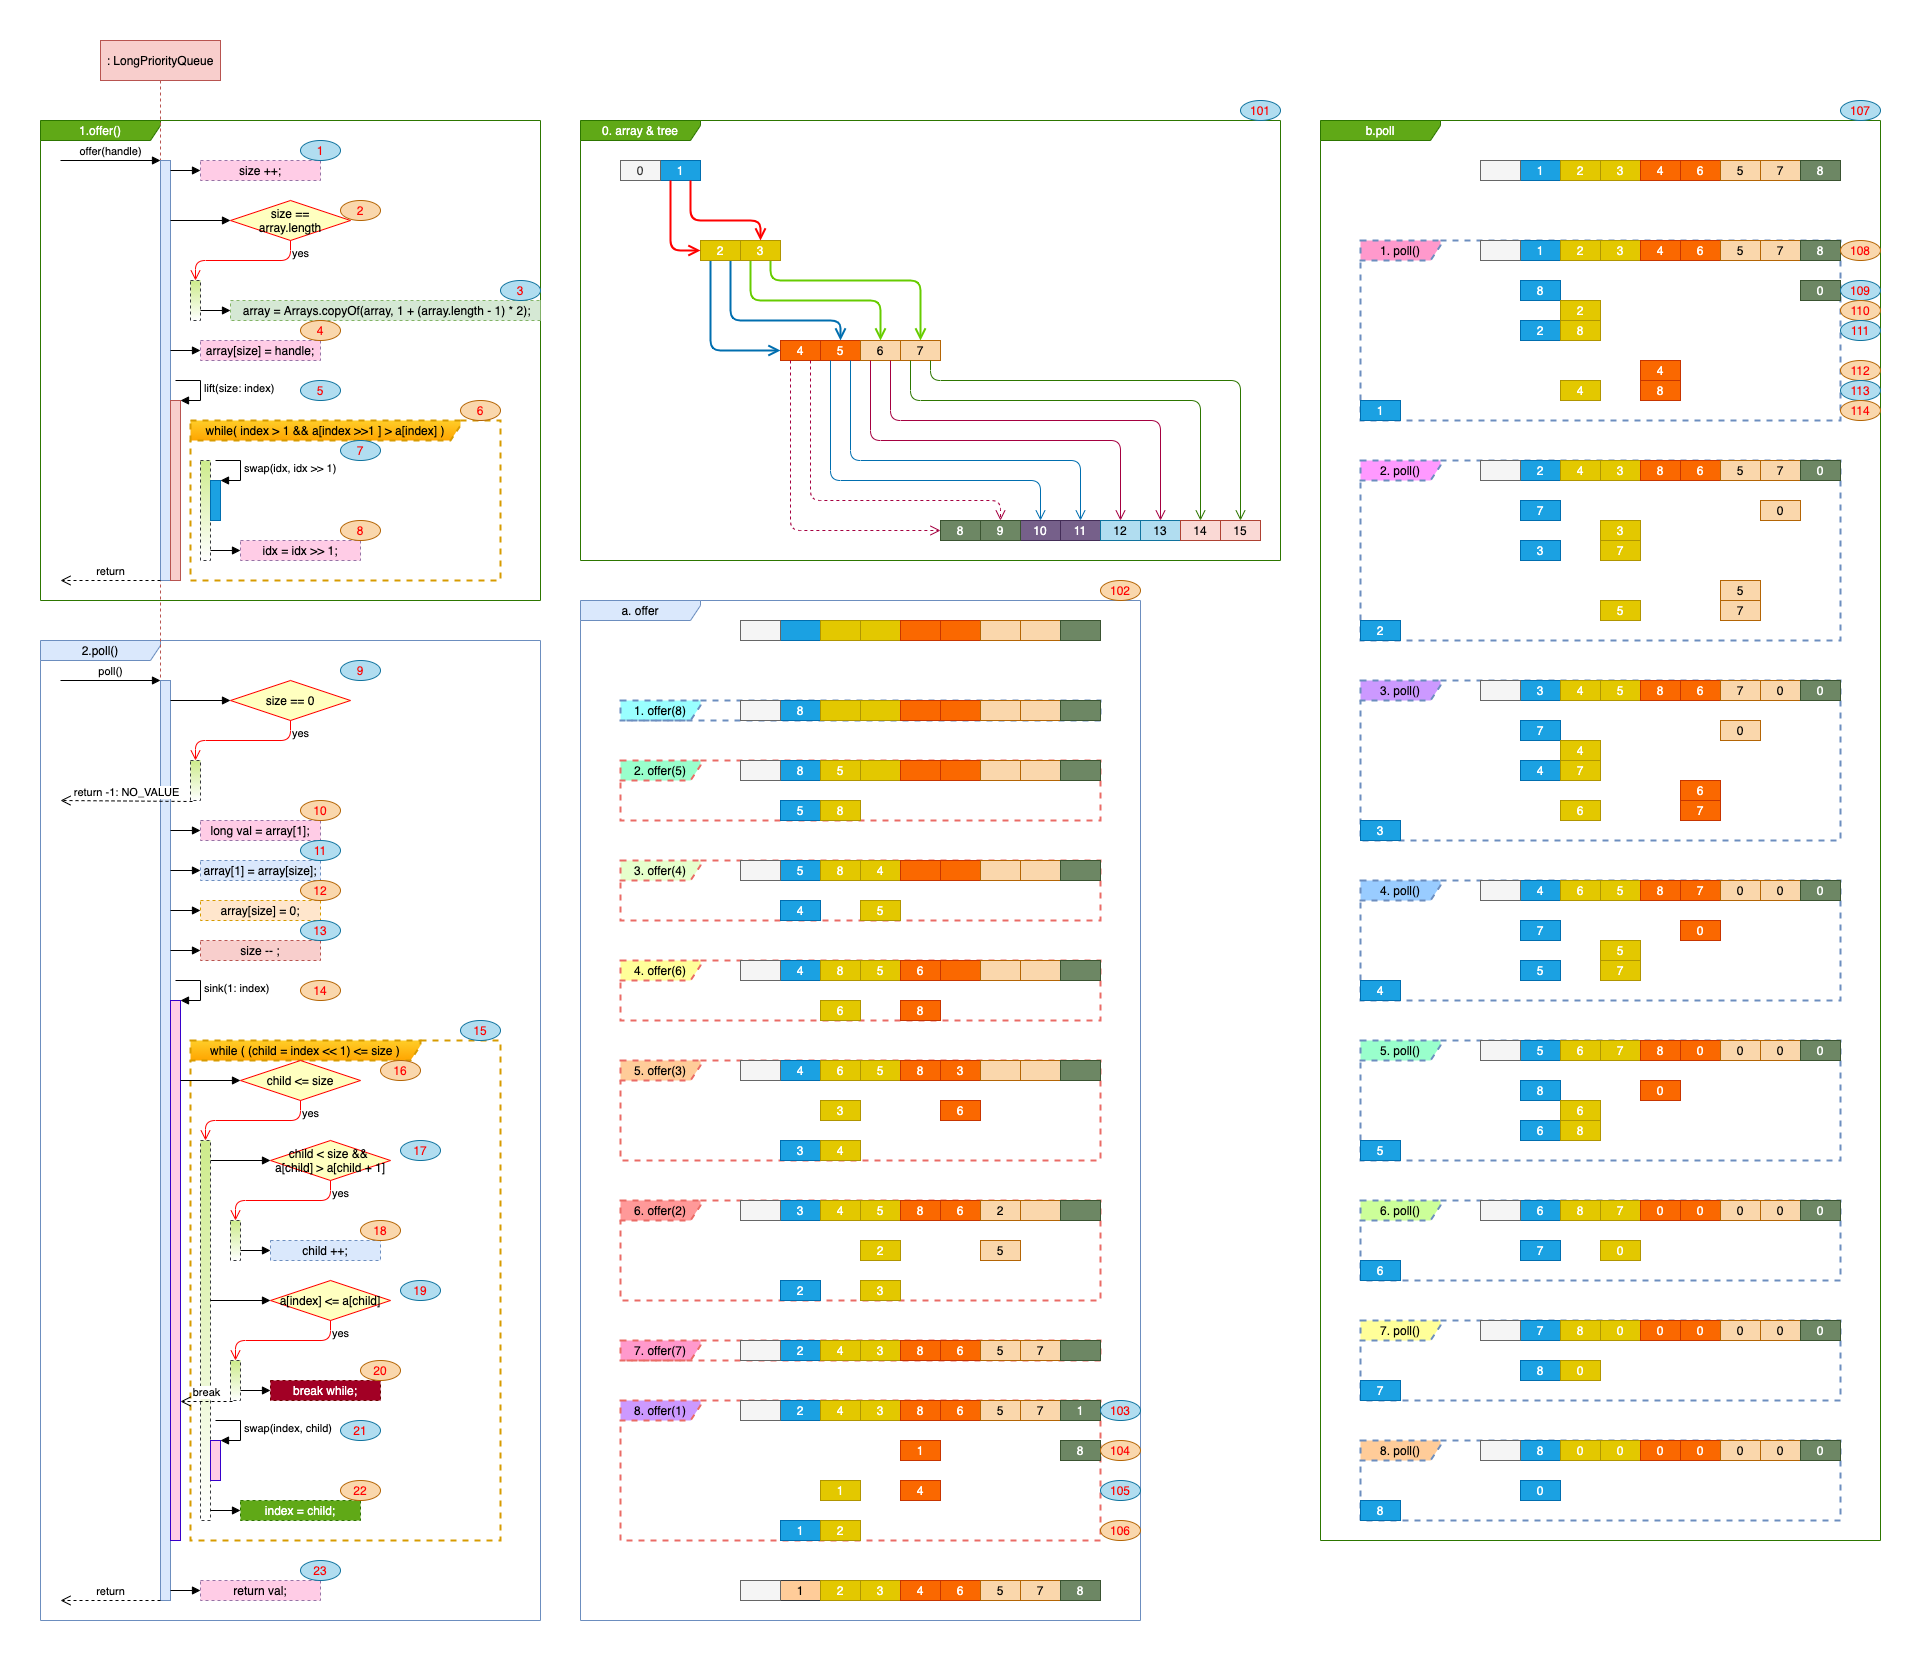 : LongPriorityQueue
1.offer()
offer(handle)
1
size ++;
2
size ==
array.length
yes
3
array = Arrays.copyOf(array, 1 + (array.length - 1) * 2);
4
array[size] = handle;
lift(size: index)
5
6
while( index > 1 && a[index >>1 ] > a[index] )
7
swap(idx, idx >> 1)
8
idx = idx >> 1;
return
2.poll()
poll()
9
size == 0
yes
return -1: NO_VALUE
10
long val = array[1];
11
array[1] = array[size];
12
array[size] = 0;
13
size -- ;
sink(1: index)
14
15
while ( (child = index << 1) <= size )
16
child <= size
yes
17
child < size &&
a[child] > a[child + 1]
yes
18
child ++;
19
a[index] <= a[child]
yes
20
break while;
break
swap(index, child)
21
22
index = child;
23
return val;
return
101
0. array & tree
0 1
2 3
4 5 6 7
8 9 10 11 12 13 14 15
102
a. offer
1. offer(8) 8
2. offer(5) 8 5
5 8
3. offer(4) 5 8 4
4 5
4. offer(6) 4 8 5 6
6 8
5. offer(3) 4 6 5 8 3
3 6
3 4
6. offer(2) 3 4 5 8 6 2
2 5
2 3
7. offer(7) 2 4 3 8 6 5 7
8. offer(1) 2 4 3 8 6 5 7 1 103
1 8 104
1 4 105
1 2 106
1 2 3 4 6 5 7 8
107
b.poll
1 2 3 4 6 5 7 8
1. poll() 1 2 3 4 6 5 7 8 108
8 0 109
2 110
2 8 111
4 112
4 8 113
1 114
2. poll() 2 4 3 8 6 5 7 0
7 0
3
3 7
5
5 7
2
3. poll() 3 4 5 8 6 7 0 0
7 0
4
4 7
6
6 7
3
4. poll() 4 6 5 8 7 0 0 0
7 0
5
5 7
4
5. poll() 5 6 7 8 0 0 0 0
8 0
6
6 8
5
6. poll() 6 8 7 0 0 0 0 0
7 0
6
7. poll() 7 8 0 0 0 0 0 0
8 0
7
8. poll() 8 0 0 0 0 0 0 0
0
8